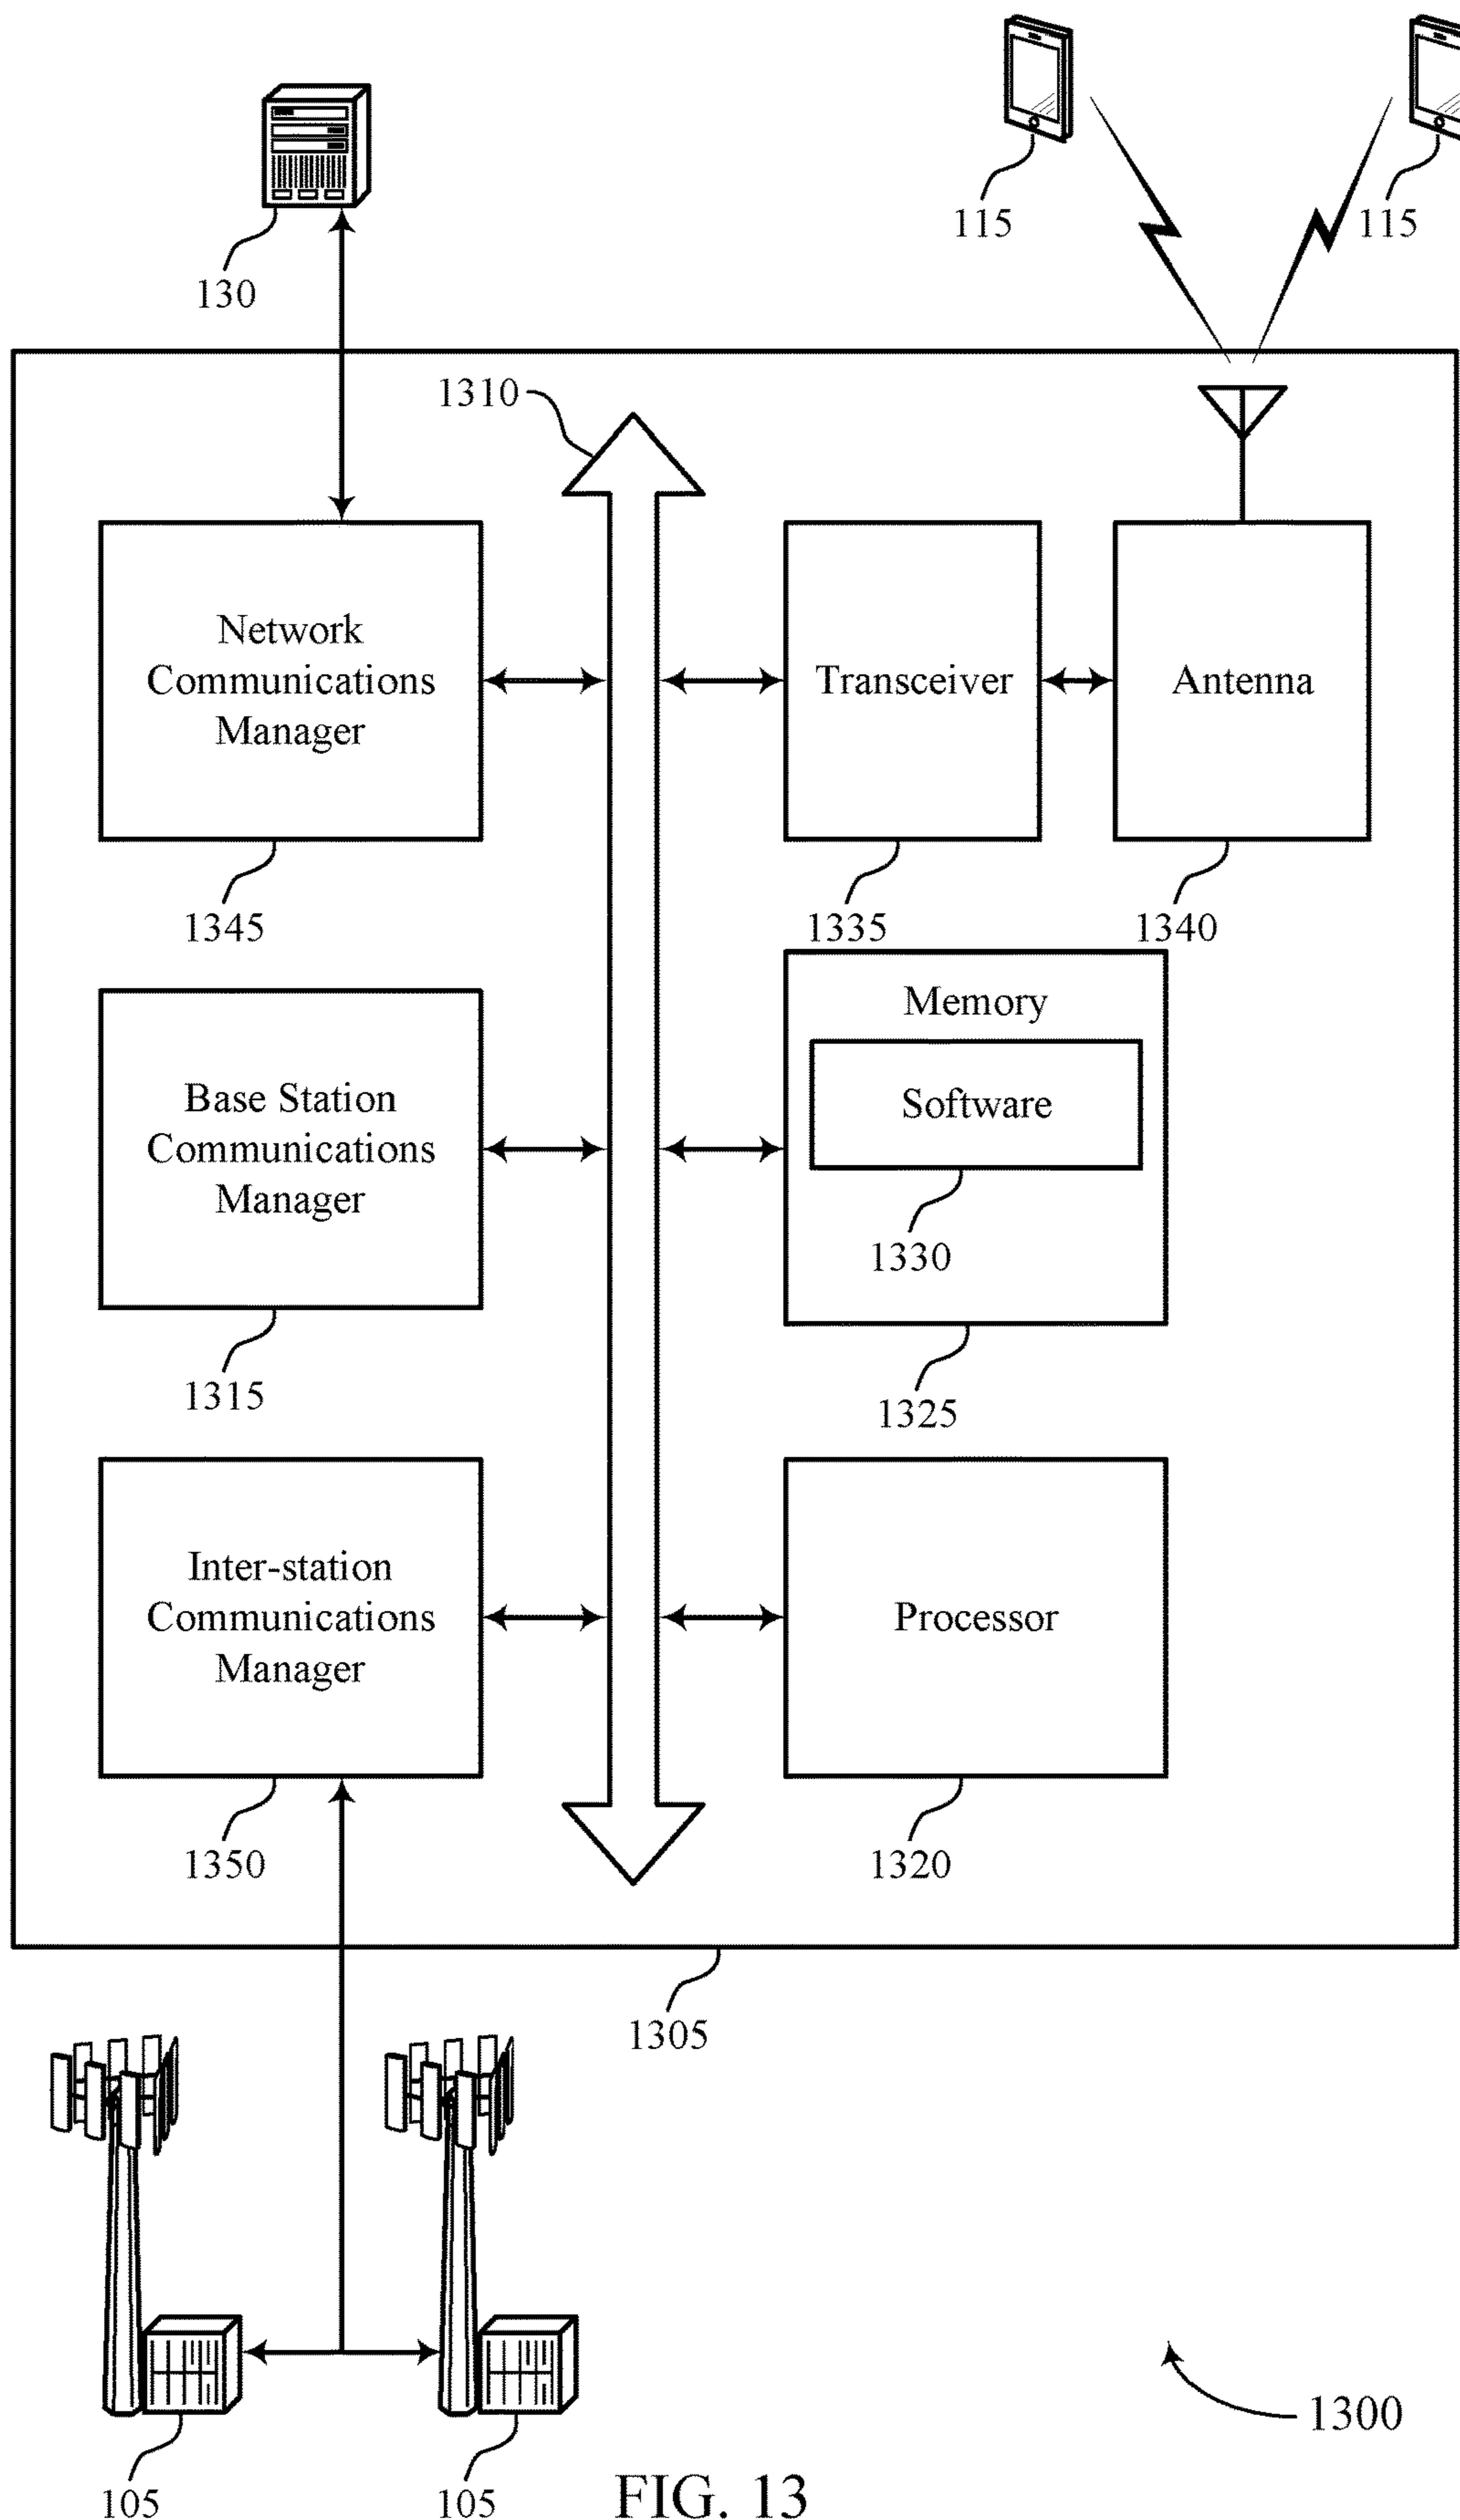 115
115
130
1310
Network
Communications
Manager
Transceiver
Antenna
1345
1335
1340
Memory
Software
Base Station
Communications
Manager
1330
1315
1325
Inter-station
Communications
Manager
Processor
1350
1320
1305
1300
105
105
FIG. 13